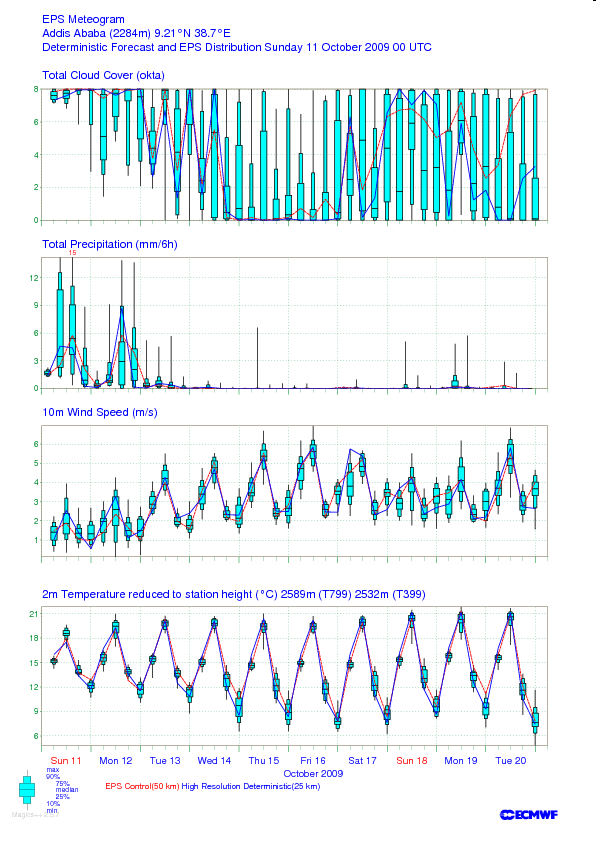 EPS Meteogram
Addis Ababa (2284m) 9.21°N 38.7°E
Deterministic Forecast and EPS Distribution Sunday 11 October 2009 00 UTC
Total Cloud Cover (okta)
8
6
4
2
0
Total Precipitation (mm/6h)
15
12
9
6
3
0
10m Wind Speed (m/s)
6
5
4
3
2
1
2m Temperature reduced to station height (°C) 2589m (T799) 2532m (T399)
21
18
15
12
9
6
Sun 11 Mon 12 Tue 13 Wed 14 Thu 15 Fri 16 Sat 17 Sun 18 Mon 19 Tue 20
October 2009
max
90%
75%
median
25%
10%
min
EPS Control(50 km) High Resolution Deterministic(25 km)
ECMWF